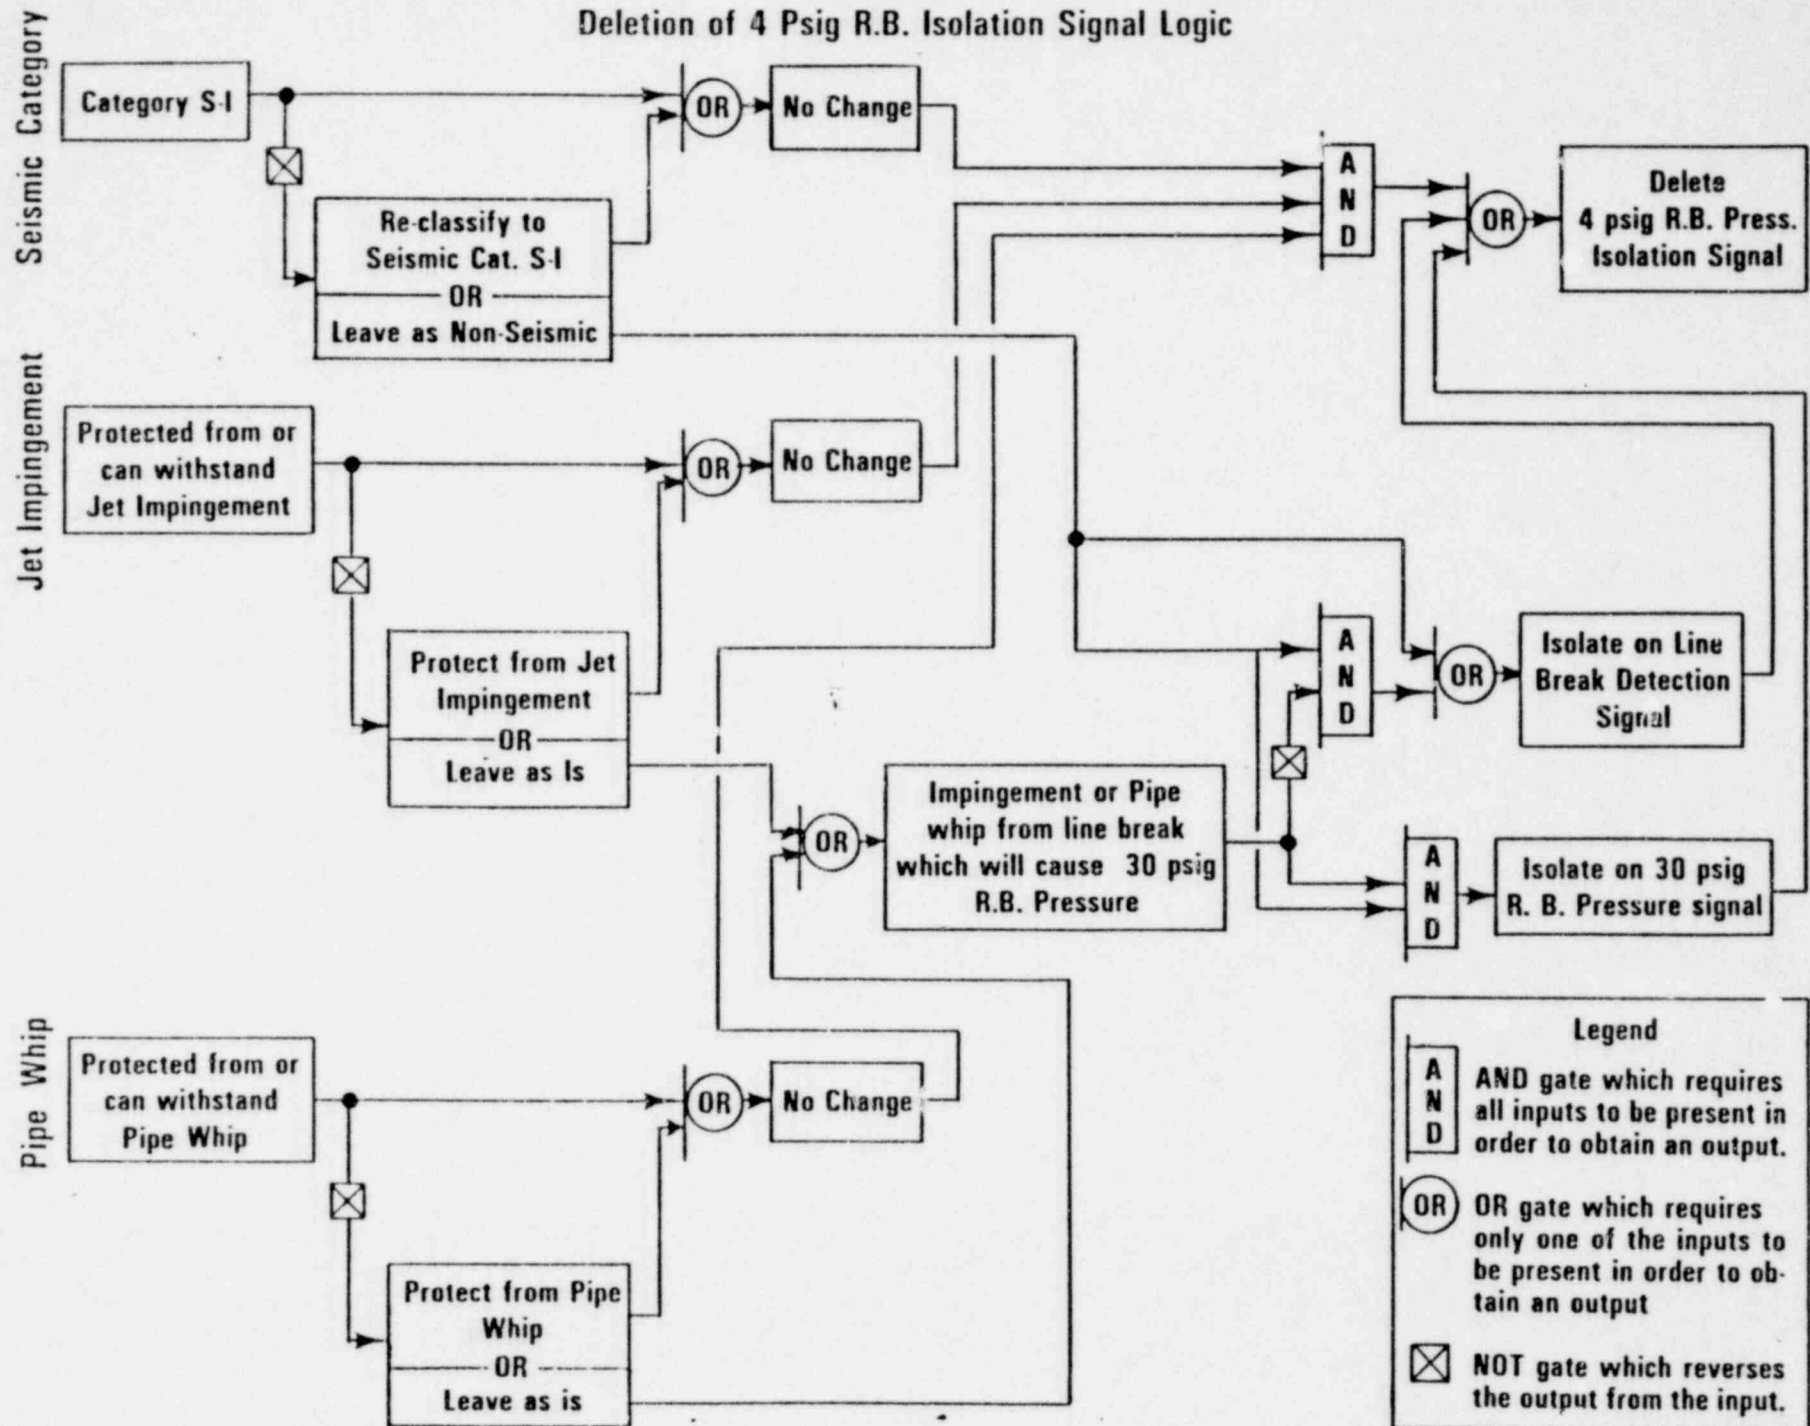 Deletion of 4 Psig R.B. Isolation Signal Logic
Seismic Category
Category S-I
OR
No Change
Re-classify to
Seismic Cat. S-I
OR
Leave as Non-Seismic
A
N
D
OR
Delete
4 psig R.B. Press.
Isolation Signal
Jet Impingement
Protected from or
can withstand
Jet Impingement
OR
No Change
Protect from Jet
Impingement
OR
Leave as Is
A
N
D
OR
Isolate on Line
Break Detection
Signal
OR
Impingement or Pipe
whip from line break
which will cause 30 psig
R.B. Pressure
A
N
D
Isolate on 30 psig
R. B. Pressure signal
Pipe Whip
Protected from or
can withstand
Pipe Whip
OR
No Change
Protect from Pipe
Whip
OR
Leave as is
Legend
A
N
D
AND gate which requires
all inputs to be present in
order to obtain an output.
OR
OR gate which requires
only one of the inputs to
be present in order to ob-
tain an output
NOT gate which reverses
the output from the input.